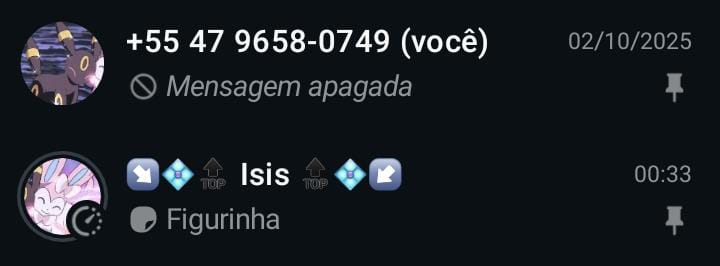 +55 47 9658-0749 (você) 02/10/2025
Mensagem apagada
↘️💠🔝 Isis 🔝💠↙️ 00:33
Figurinha